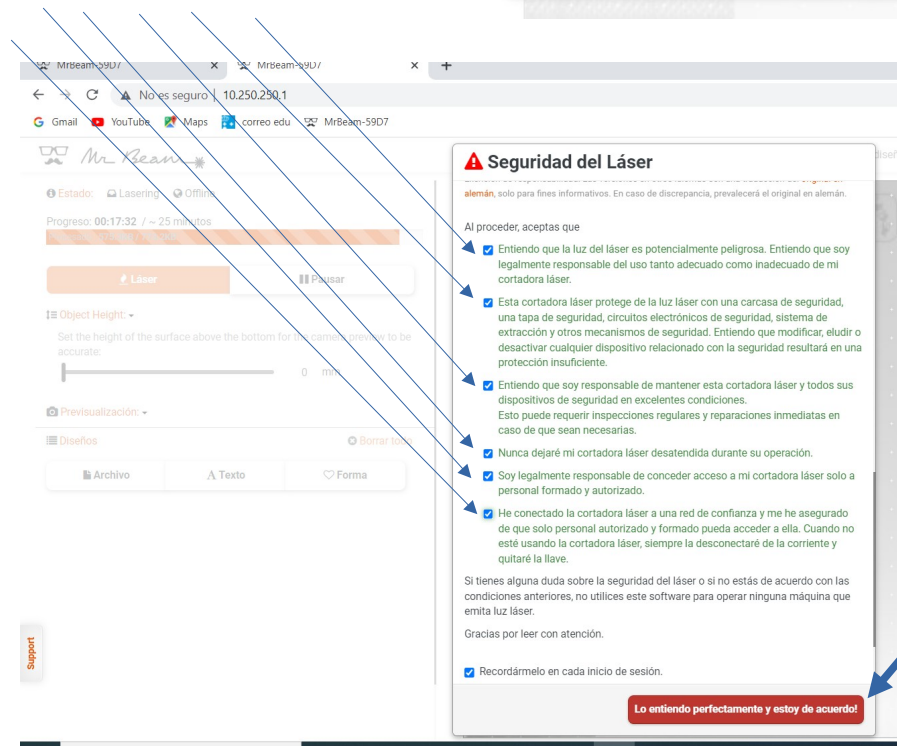 MrBeam-59D7 × MrBeam-59D7 × +
No es seguro | 10.250.250.1
Gmail YouTube Maps correo edu MrBeam-59D7
Mr Beam
Estado: Lasering Offline
Progreso: 00:17:32 / ~ 25 minutos
Láser Pausar
Object Height:
Set the height of the surface above the bottom for the camera preview to be
accurate:
0 mm
Previsualización:
Diseños Borrar todo
Archivo Texto Forma
Support
Seguridad del Láser
alemán, solo para fines informativos. En caso de discrepancia, prevalecerá el original en alemán.
Al proceder, aceptas que
Entiendo que la luz del láser es potencialmente peligrosa. Entiendo que soy
legalmente responsable del uso tanto adecuado como inadecuado de mi
cortadora láser.
Esta cortadora láser protege de la luz láser con una carcasa de seguridad,
una tapa de seguridad, circuitos electrónicos de seguridad, sistema de
extracción y otros mecanismos de seguridad. Entiendo que modificar, eludir o
desactivar cualquier dispositivo relacionado con la seguridad resultará en una
protección insuficiente.
Entiendo que soy responsable de mantener esta cortadora láser y todos sus
dispositivos de seguridad en excelentes condiciones.
Esto puede requerir inspecciones regulares y reparaciones inmediatas en
caso de que sean necesarias.
Nunca dejaré mi cortadora láser desatendida durante su operación.
Soy legalmente responsable de conceder acceso a mi cortadora láser solo a
personal formado y autorizado.
He conectado la cortadora láser a una red de confianza y me he asegurado
de que solo personal autorizado y formado pueda acceder a ella. Cuando no
esté usando la cortadora láser, siempre la desconectaré de la corriente y
quitaré la llave.
Si tienes alguna duda sobre la seguridad del láser o si no estás de acuerdo con las
condiciones anteriores, no utilices este software para operar ninguna máquina que
emita luz láser.
Gracias por leer con atención.
Recordármelo en cada inicio de sesión.
Lo entiendo perfectamente y estoy de acuerdo!